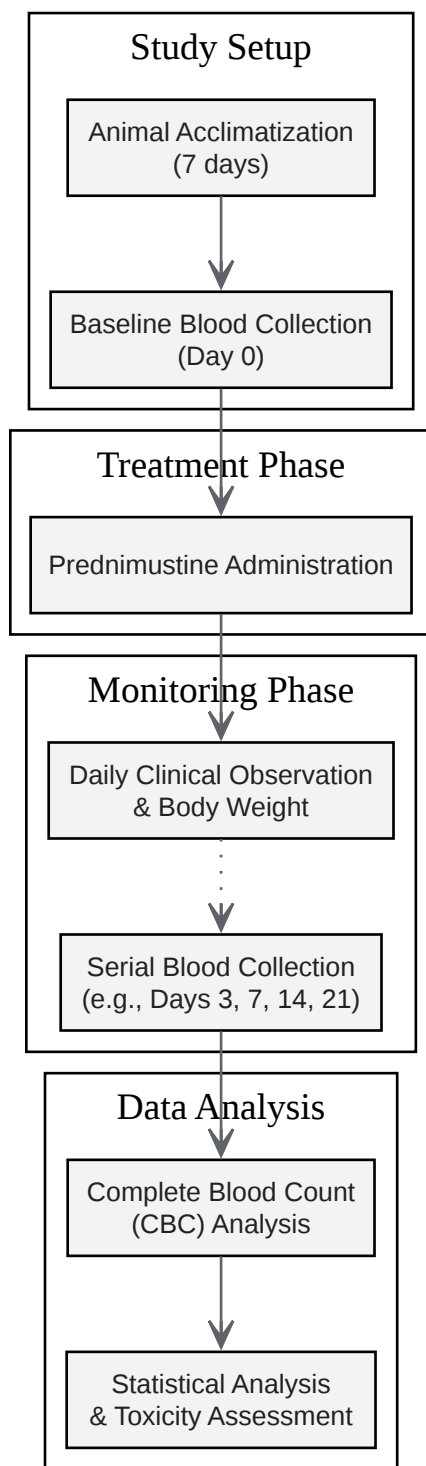 Study Setup
Animal Acclimatization
(7 days)
Baseline Blood Collection
(Day 0)
Treatment Phase
Prednimustine Administration
Monitoring Phase
Daily Clinical Observation
& Body Weight
Serial Blood Collection
(e.g., Days 3, 7, 14, 21)
Data Analysis
Complete Blood Count
(CBC) Analysis
Statistical Analysis
& Toxicity Assessment